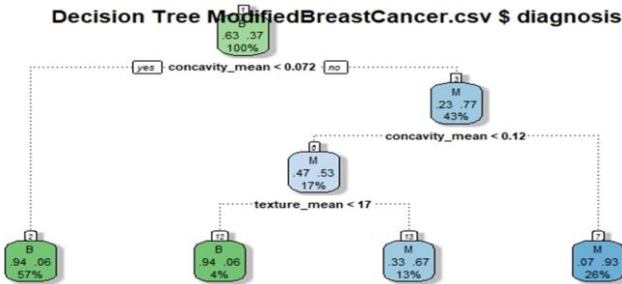 Decision Tree ModifiedBreastCancer.csv $ diagnosis
1
B
.63 .37
100%
yes concavity_mean < 0.072 no
3
M
.23 .77
43%
concavity_mean < 0.12
6
M
.47 .53
17%
texture_mean < 17
2
B
.94 .06
57%
12
B
.94 .06
4%
13
M
.33 .67
13%
7
M
.07 .93
26%